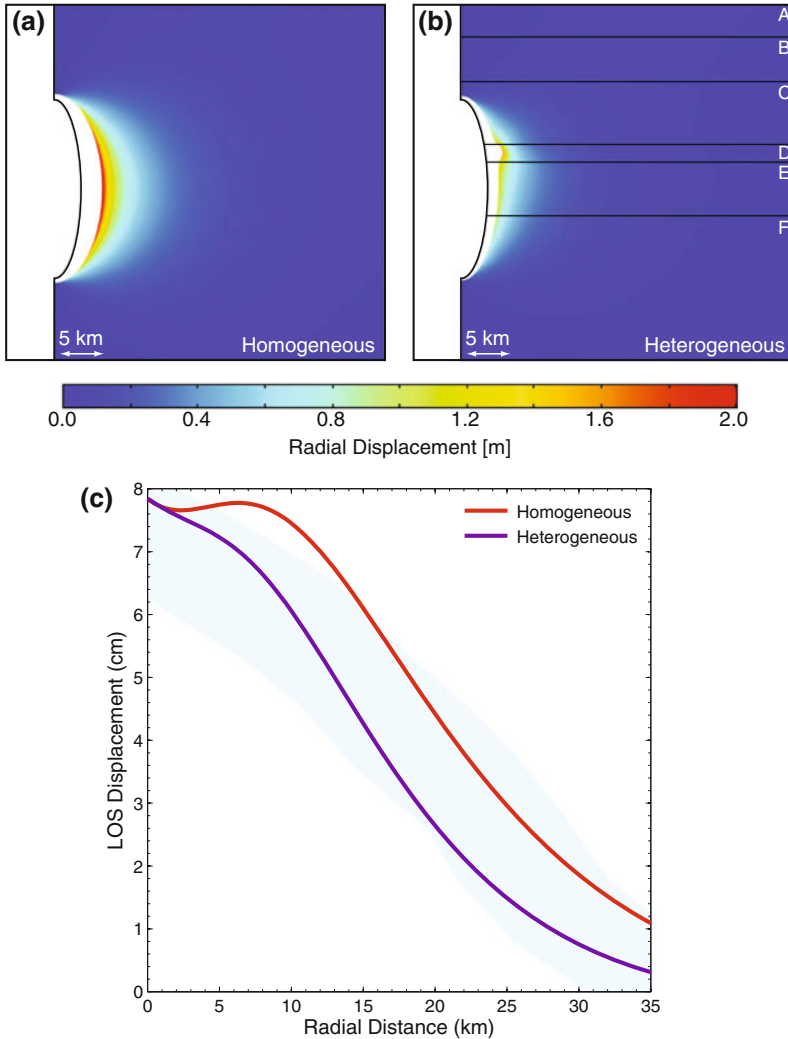 (a)
5 km
Homogeneous
(b)
A
B
C
D
E
F
5 km
Heterogeneous
0.0 0.4 0.8 1.2 1.6 2.0
Radial Displacement [m]
(c)
Homogeneous
Heterogeneous
8
7
6
5
4
3
2
1
0
LOS Displacement (cm)
0 5 10 15 20 25 30 35
Radial Distance (km)